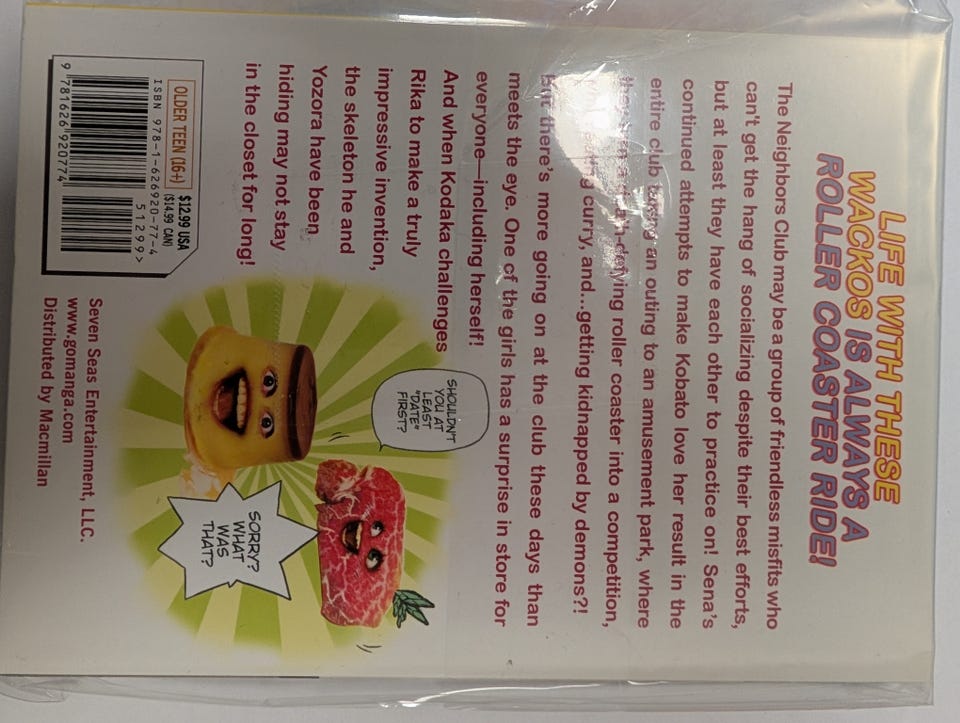 LIFE WITH THESE
WACKOS IS ALWAYS A
ROLLER COASTER RIDE!
The Neighbors Club may be a group of friendless misfits who
can't get the hang of socializing despite their best efforts,
but at least they have each other to practice on! Sena's
continued attempts to make Kobato love her result in the
entire club taking an outing to an amusement park, where
they turn a death-defying roller coaster into a competition,
curry, and...getting kidnapped by demons?!
But there's more going on at the club these days than
meets the eye. One of the girls has a surprise in store for
everyone—including herself!
And when Kodaka challenges
Rika to make a truly
impressive invention,
the skeleton he and
Yozora have been
hiding may not stay
in the closet for long!
SHOULDN'T
YOU AT
LEAST
"DATE"
FIRST?
SORRY?
WHAT
WAS
THAT?
OLDER TEEN (16+)
$12.99 USA
($14.99 CAN)
ISBN 978-1-626920-77-4
51299>
9 781626 920774
Seven Seas Entertainment, LLC.
www.gomanga.com
Distributed by Macmillan